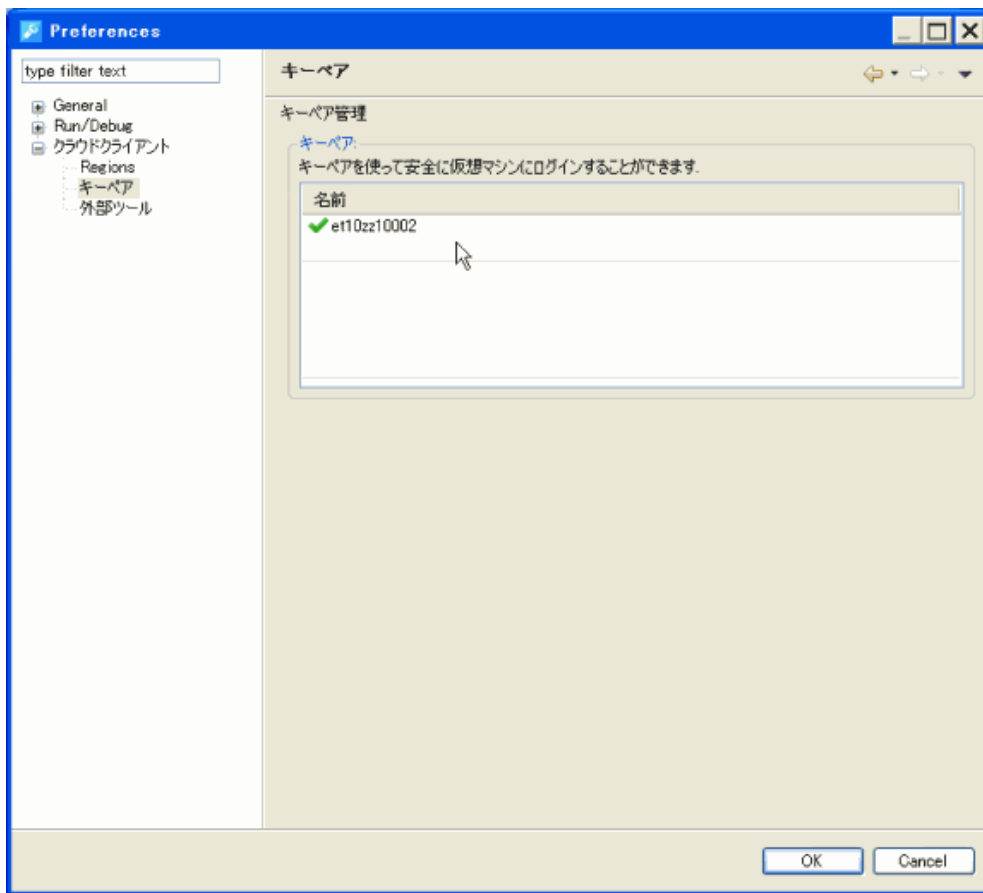 Preferences
type filter text
General
Run/Debug
クラウドクライアント
Regions
キーペア
外部ツール
キーペア
キーペア管理
キーペア:
キーペアを使って安全に仮想マシンにログインすることができます.
名前
et10zz10002
OK
Cancel